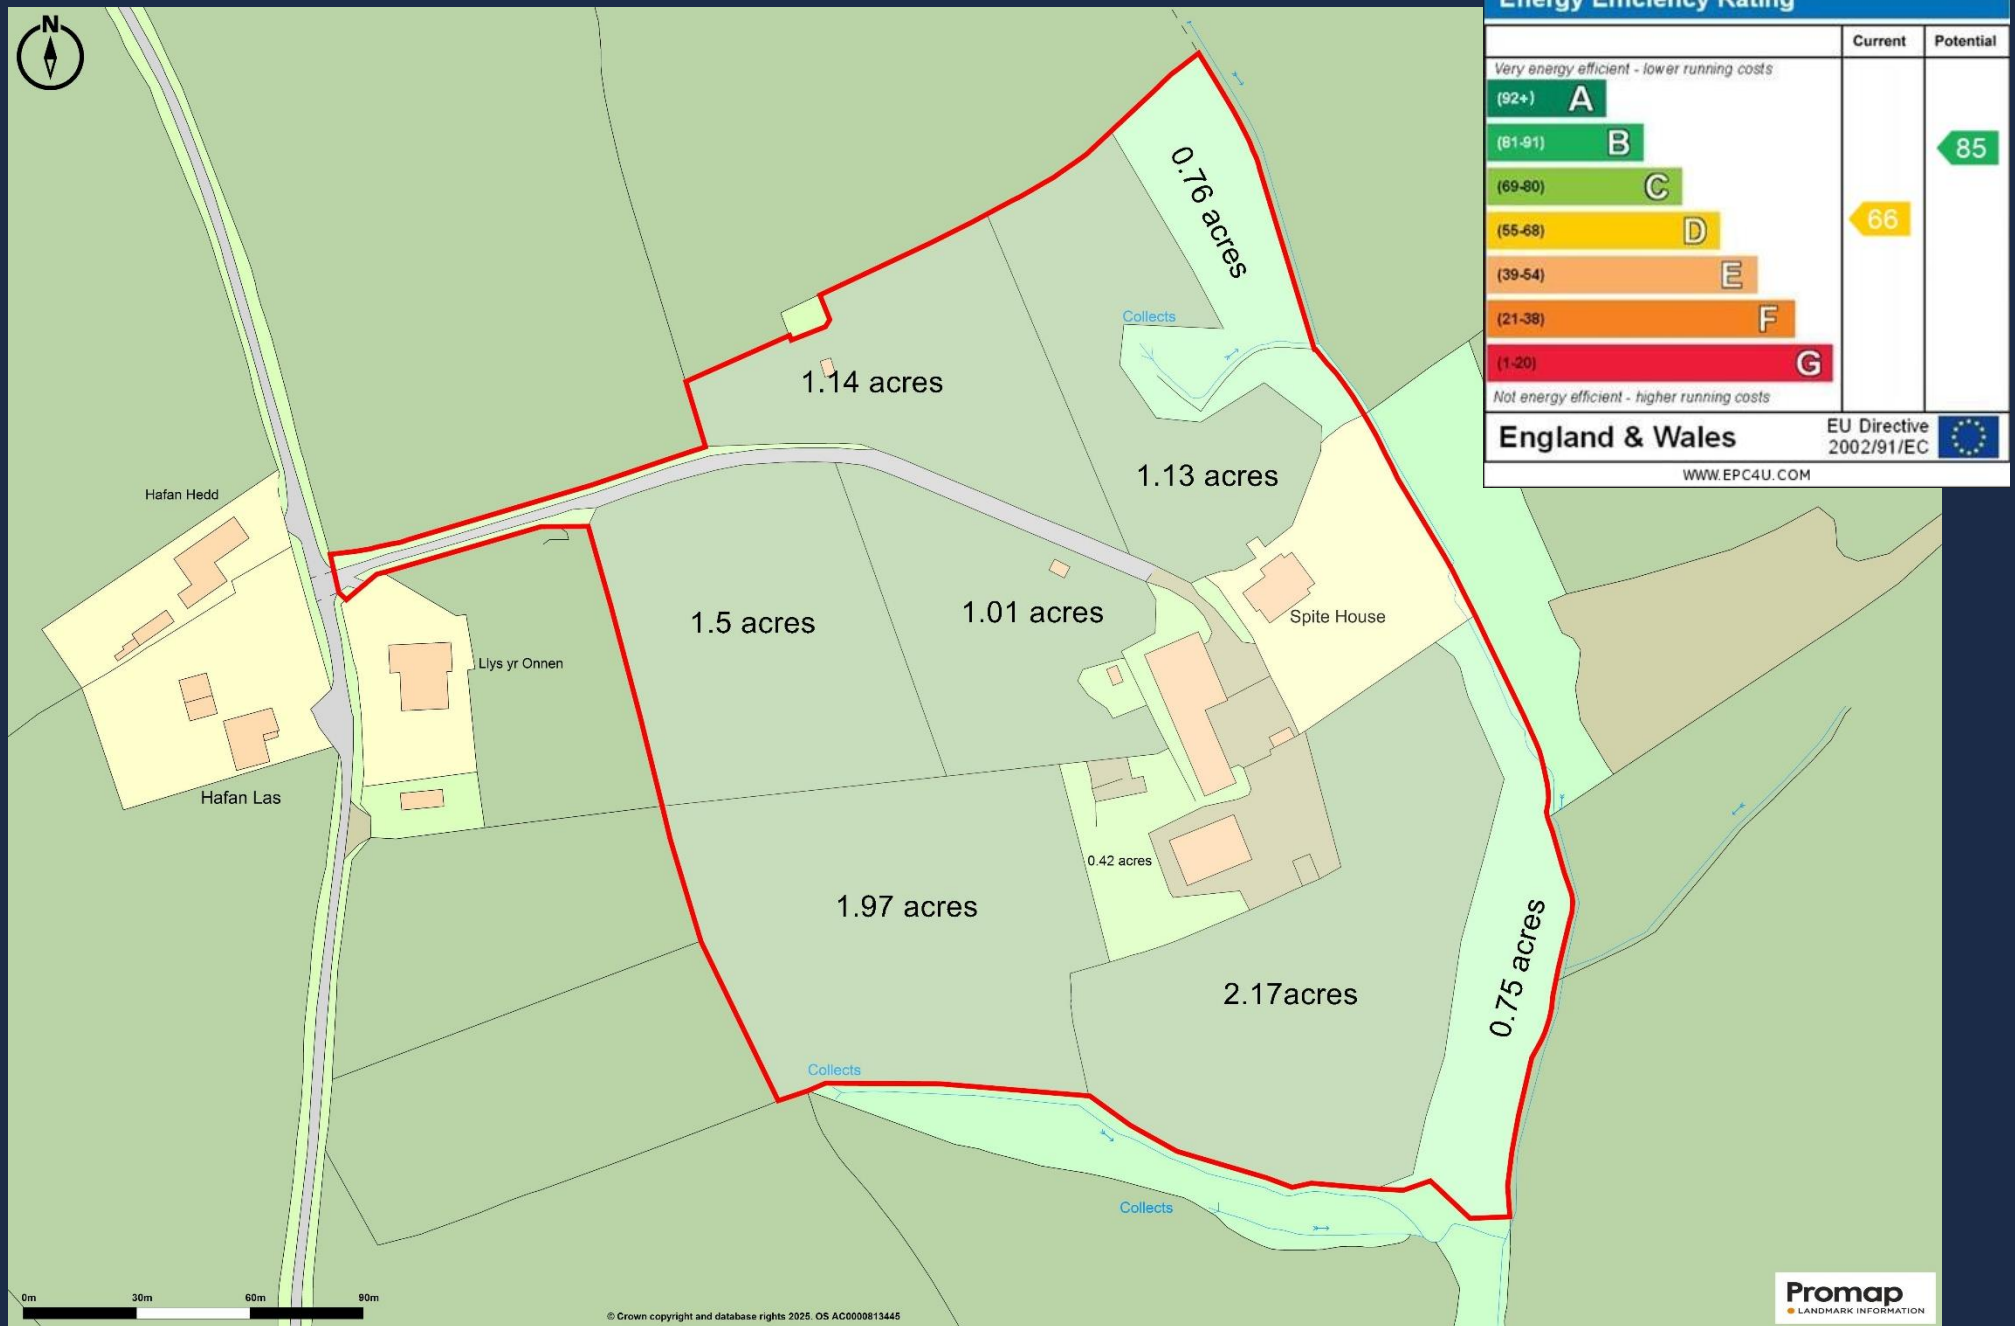 N
Energy Efficiency Rating
Current Potential
Very energy efficient - lower running costs
(92+) A
(81-91) B
(69-80) C
(55-68) D
(39-54) E
(21-38) F
(1-20) G
85
66
Not energy efficient - higher running costs
England & Wales
EU Directive
2002/91/EC
WWW.EPC4U.COM
0.76 acres
Collects
1.14 acres
1.13 acres
Hafan Hedd
1.5 acres
1.01 acres
Spite House
Llys yr Onnen
Hafan Las
0.42 acres
1.97 acres
2.17acres
0.75 acres
Collects
Collects
0m 30m 60m 90m
© Crown copyright and database rights 2025. OS AC0000813445
Promap
LANDMARK INFORMATION